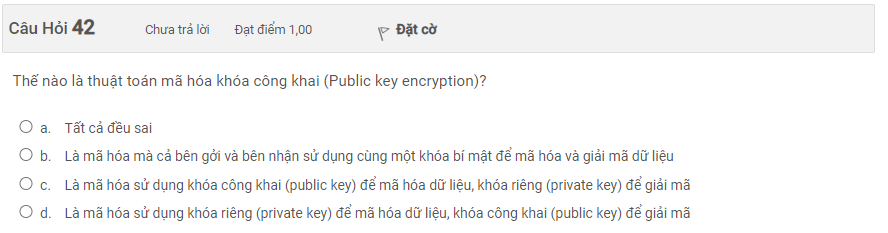 Câu Hỏi 42 Chưa trả lời Đạt điểm 1,00 Đặt cờ
Thế nào là thuật toán mã hóa khóa công khai (Public key encryption)?
a. Tất cả đều sai
b. Là mã hóa mà cả bên gởi và bên nhận sử dụng cùng một khóa bí mật để mã hóa và giải mã dữ liệu
c. Là mã hóa sử dụng khóa công khai (public key) để mã hóa dữ liệu, khóa riêng (private key) để giải mã
d. Là mã hóa sử dụng khóa riêng (private key) để mã hóa dữ liệu, khóa công khai (public key) để giải mã